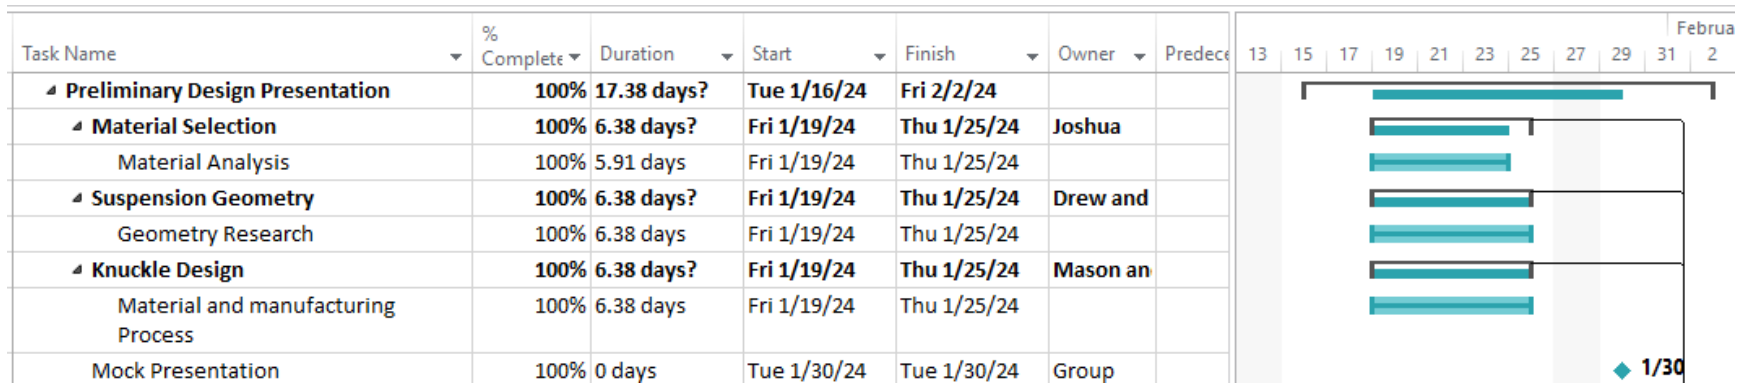 Februa
%
Task Name Complete Duration Start Finish Owner Predece 13 15 17 19 21 23 25 27 29 31 2
Preliminary Design Presentation 100% 17.38 days? Tue 1/16/24 Fri 2/2/24
Material Selection 100% 6.38 days? Fri 1/19/24 Thu 1/25/24 Joshua
Material Analysis 100% 5.91 days Fri 1/19/24 Thu 1/25/24
Suspension Geometry 100% 6.38 days? Fri 1/19/24 Thu 1/25/24 Drew and
Geometry Research 100% 6.38 days Fri 1/19/24 Thu 1/25/24
Knuckle Design 100% 6.38 days? Fri 1/19/24 Thu 1/25/24 Mason an
Material and manufacturing 100% 6.38 days Fri 1/19/24 Thu 1/25/24
Process
Mock Presentation 100% 0 days Tue 1/30/24 Tue 1/30/24 Group 1/30